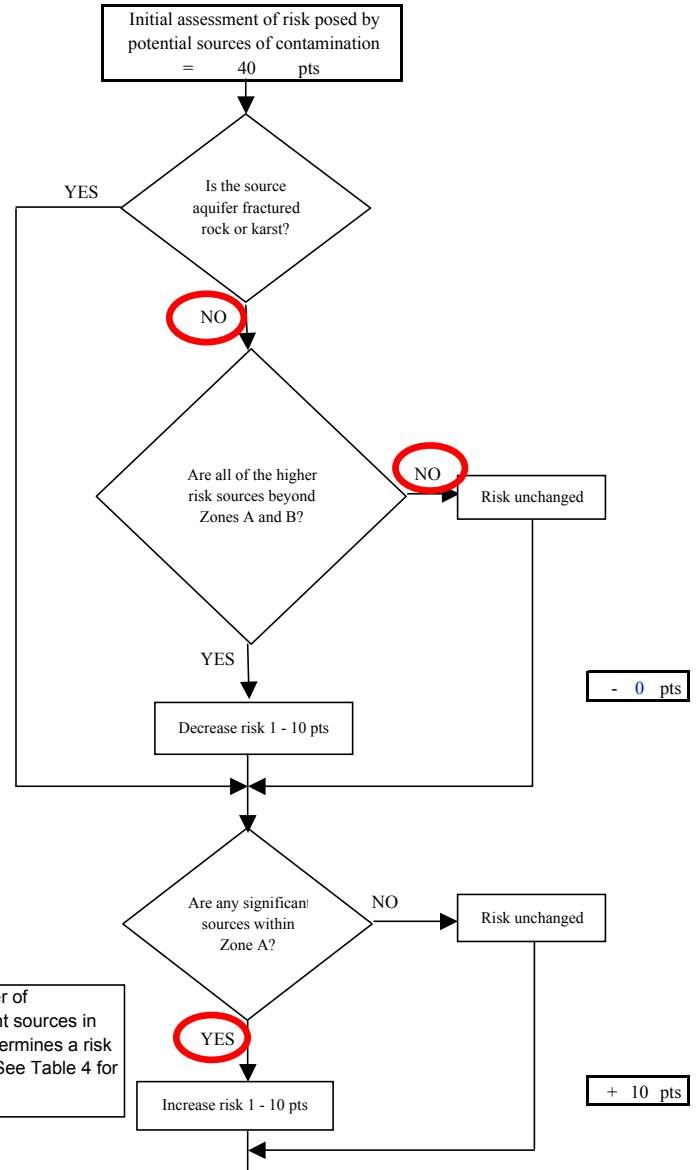 Initial assessment of risk posed by
potential sources of contamination
= 40 pts
YES
Is the source
aquifer fractured
rock or karst?
NO
Are all of the higher
risk sources beyond
Zones A and B?
NO
Risk unchanged
YES
- 0 pts
Decrease risk 1 - 10 pts
Are any significant
sources within
Zone A?
NO
Risk unchanged
er of
nt sources in
ermines a risk
See Table 4 for
YES
Increase risk 1 - 10 pts
+ 10 pts